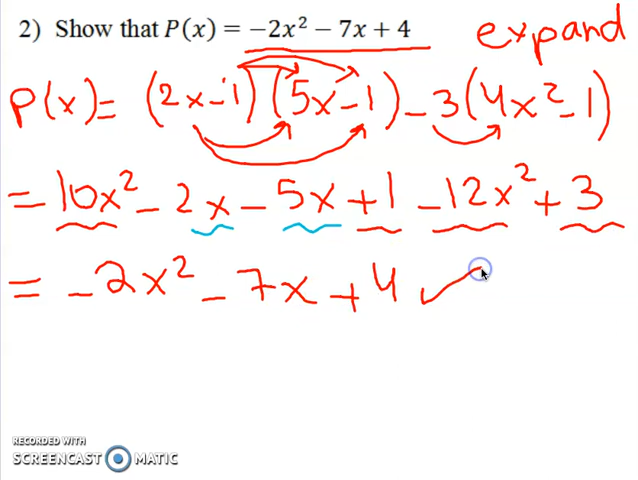 2) Show that P(x) = −2x² − 7x + 4
expand
P(x) = (2x − 1)(5x − 1) − 3(4x² − 1)
= 10x² − 2x − 5x + 1 − 12x² + 3
= − 2x² − 7x + 4 ✓
RECORDED WITH
SCREENCAST MATIC